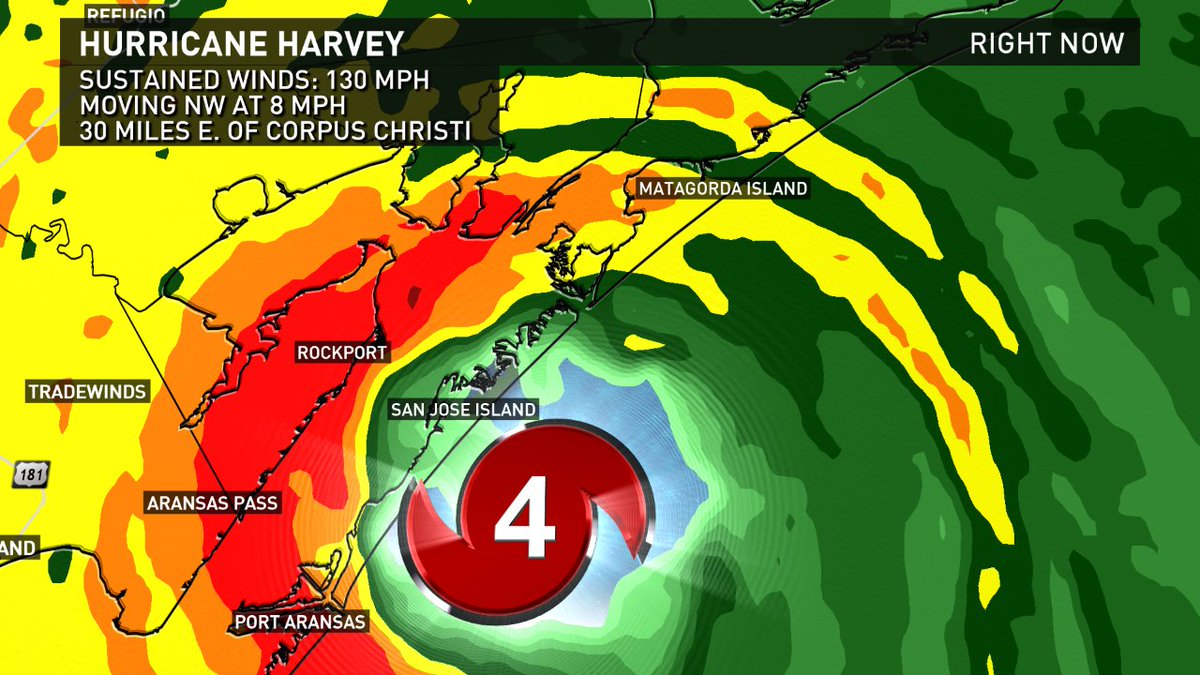 REFUGIO
HURRICANE HARVEY
RIGHT NOW
SUSTAINED WINDS: 130 MPH
MOVING NW AT 8 MPH
30 MILES E. OF CORPUS CHRISTI
MATAGORDA ISLAND
ROCKPORT
TRADEWINDS
SAN JOSE ISLAND
181
ARANSAS PASS
4
AND
PORT ARANSAS